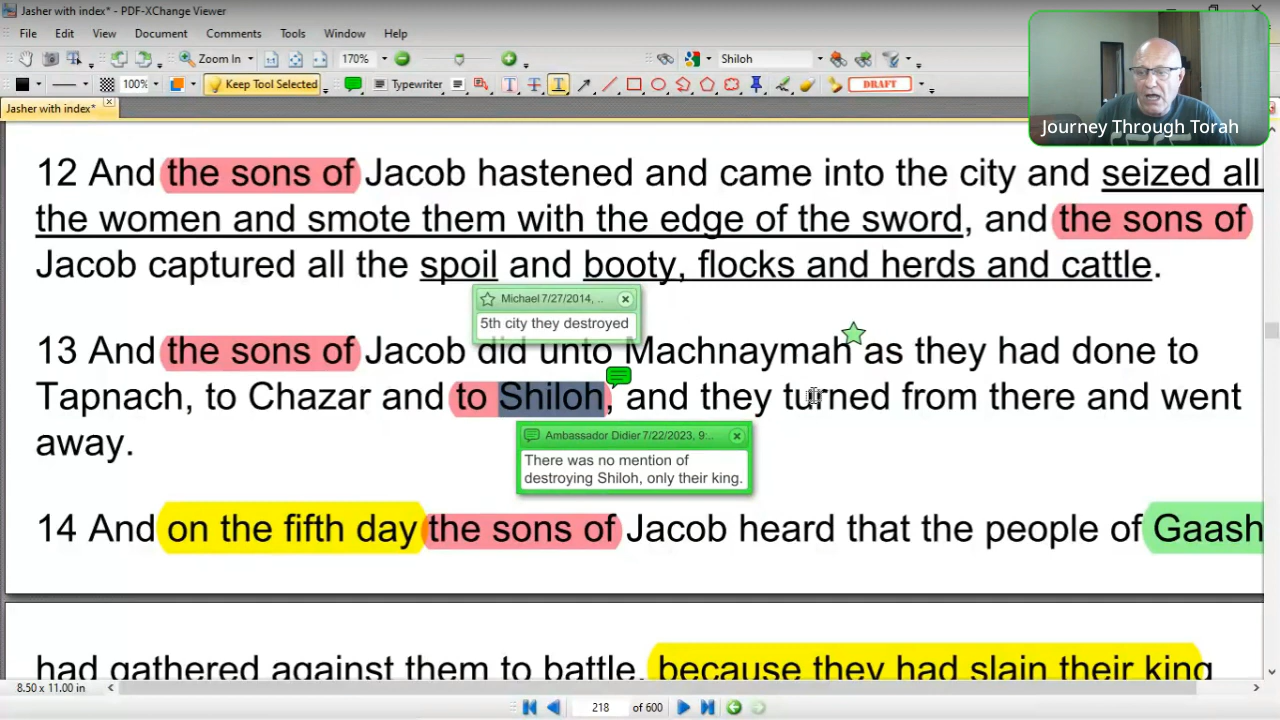 Jasher with index* - PDF-XChange Viewer
File Edit View Document Comments Tools Window Help
Zoom In 170% Shiloh
100% Keep Tool Selected Typewriter DRAFT
Jasher with index*
Journey Through Torah
12 And the sons of Jacob hastened and came into the city and seized all
the women and smote them with the edge of the sword, and the sons of
Jacob captured all the spoil and booty, flocks and herds and cattle.
Michael 7/27/2014, ..
5th city they destroyed
13 And the sons of Jacob did unto Machnaymah as they had done to
Tapnach, to Chazar and to Shiloh, and they turned from there and went
away.
Ambassador Didier 7/22/2023, 9:..
There was no mention of
destroying Shiloh, only their king.
14 And on the fifth day the sons of Jacob heard that the people of Gaash
had gathered against them to battle, because they had slain their king
8.50 x 11.00 in
218 of 600